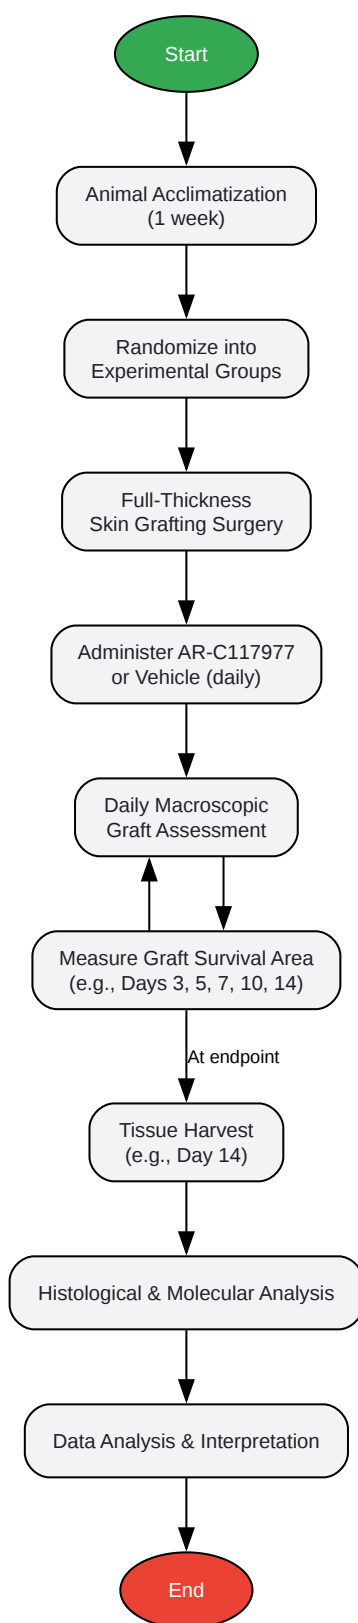 Start
Animal Acclimatization
(1 week)
Randomize into
Experimental Groups
Full-Thickness
Skin Grafting Surgery
Administer AR-C117977
or Vehicle (daily)
Daily Macroscopic
Graft Assessment
Measure Graft Survival Area
(e.g., Days 3, 5, 7, 10, 14)
At endpoint
Tissue Harvest
(e.g., Day 14)
Histological & Molecular Analysis
Data Analysis & Interpretation
End